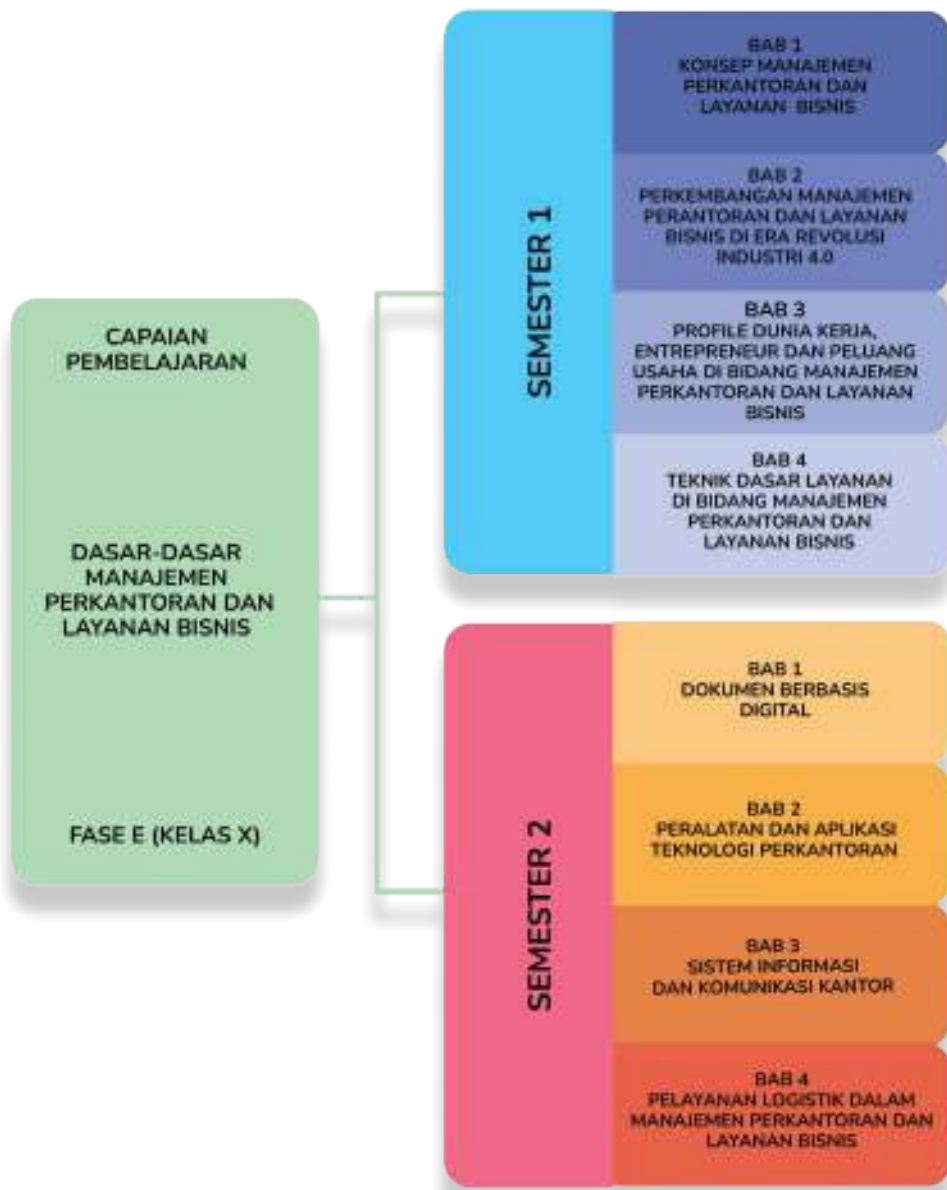 CAPAIAN
PEMBELAJARAN
DASAR-DASAR
MANAJEMEN
PERKANTORAN DAN
LAYANAN BISNIS
FASE E (KELAS X)
SEMESTER 1
BAB 1
KONSEP MANAJEMEN
PERKANTORAN DAN
LAYANAN BISNIS
BAB 2
PERKEMBANGAN MANAJEMEN
PERANTORAN DAN LAYANAN
BISNIS DI ERA REVOLUSI
INDUSTRI 4.0
BAB 3
PROFILE DUNIA KERJA,
ENTREPRENEUR DAN PELUANG
USAHA DI BIDANG MANAJEMEN
PERKANTORAN DAN LAYANAN
BISNIS
BAB 4
TEKNIK DASAR LAYANAN
DI BIDANG MANAJEMEN
PERKANTORAN DAN
LAYANAN BISNIS
SEMESTER 2
BAB 1
DOKUMEN BERBASIS
DIGITAL
BAB 2
PERALATAN DAN APLIKASI
TEKNOLOGI PERKANTORAN
BAB 3
SISTEM INFORMASI
DAN KOMUNIKASI KANTOR
BAB 4
PELAYANAN LOGISTIK DALAM
MANAJEMEN PERKANTORAN DAN
LAYANAN BISNIS